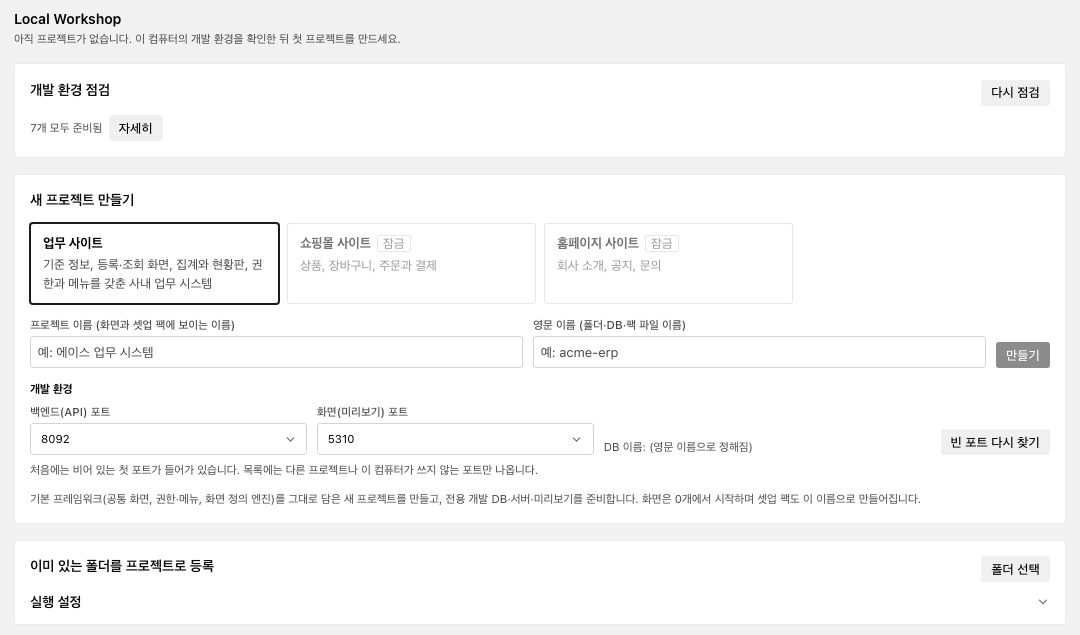 Local Workshop
아직 프로젝트가 없습니다. 이 컴퓨터의 개발 환경을 확인한 뒤 첫 프로젝트를 만드세요.
개발 환경 점검
다시 점검
7개 모두 준비됨
자세히
새 프로젝트 만들기
업무 사이트
기준 정보, 등록·조회 화면, 집계와 현황판, 권
한과 메뉴를 갖춘 사내 업무 시스템
쇼핑몰 사이트 잠금
상품, 장바구니, 주문과 결제
홈페이지 사이트 잠금
회사 소개, 공지, 문의
프로젝트 이름 (화면과 셋업 팩에 보이는 이름)
예: 에이스 업무 시스템
영문 이름 (폴더·DB·팩 파일 이름)
예: acme-erp
만들기
개발 환경
백엔드(API) 포트
8092
화면(미리보기) 포트
5310
DB 이름: (영문 이름으로 정해짐)
빈 포트 다시 찾기
처음에는 비어 있는 첫 포트가 들어가 있습니다. 목록에는 다른 프로젝트나 이 컴퓨터가 쓰지 않는 포트만 나옵니다.
기본 프레임워크(공통 화면, 권한·메뉴, 화면 정의 엔진)를 그대로 담은 새 프로젝트를 만들고, 전용 개발 DB·서버·미리보기를 준비합니다. 화면은 0개에서 시작하며 셋업 팩도 이 이름으로 만들어집니다.
이미 있는 폴더를 프로젝트로 등록
폴더 선택
실행 설정